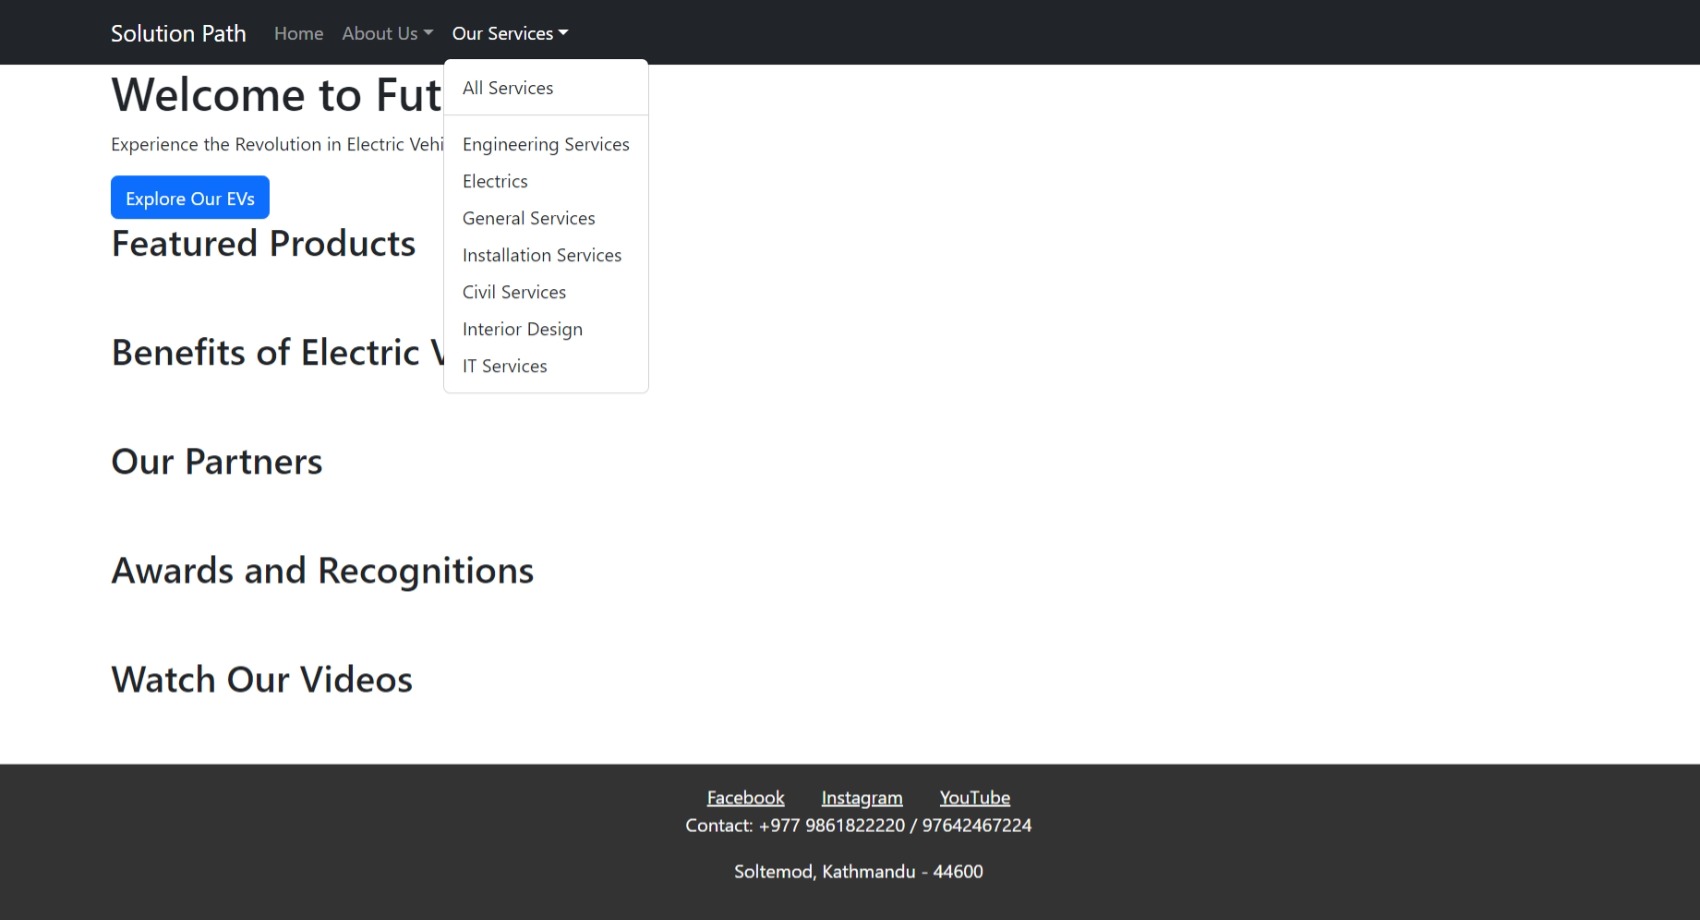 Solution Path Home About Us Our Services
All Services
Engineering Services
Electrics
General Services
Installation Services
Civil Services
Interior Design
IT Services
Welcome to Fut
Experience the Revolution in Electric Vehi
Explore Our EVs
Featured Products
Benefits of Electric
Our Partners
Awards and Recognitions
Watch Our Videos
Facebook Instagram YouTube
Contact: +977 9861822220 / 97642467224
Soltemod, Kathmandu - 44600